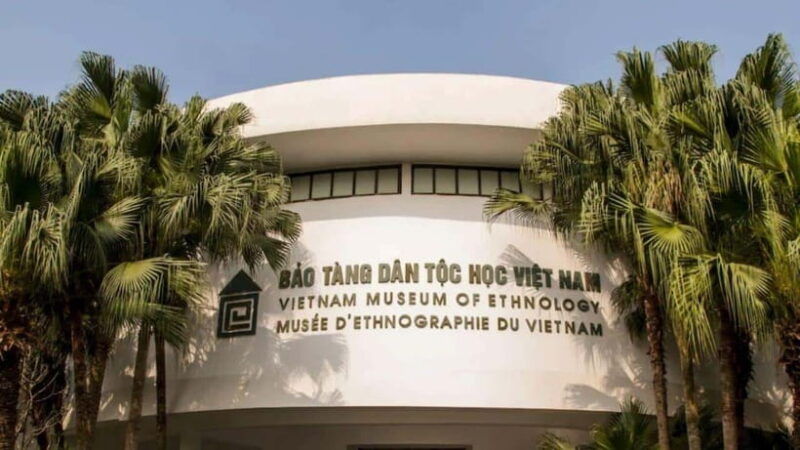 BẢO TÀNG DÂN TỘC HỌC VIỆT NAM
VIETNAM MUSEUM OF ETHNOLOGY
MUSÉE D'ETHNOGRAPHIE DU VIETNAM